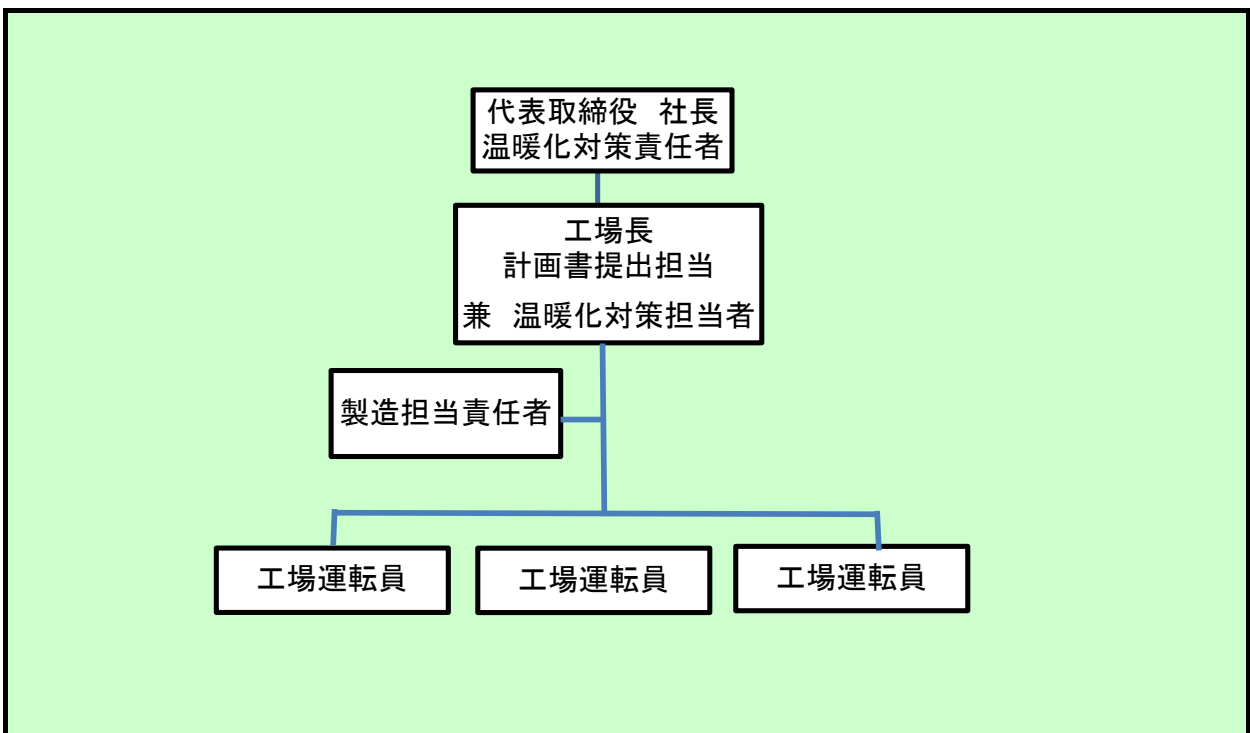 代表取締役　社長
温暖化対策責任者
工場長
計画書提出担当
兼　温暖化対策担当者
製造担当責任者
工場運転員
工場運転員
工場運転員